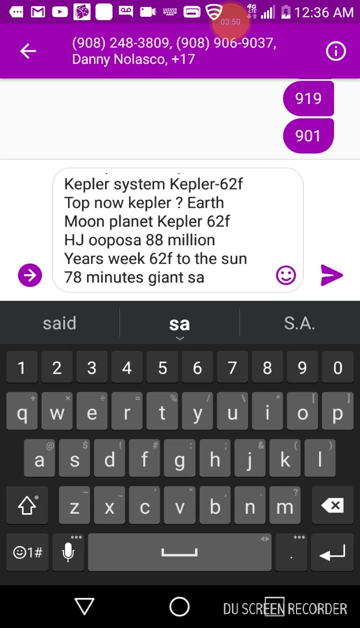 03:50
12:36 AM
(908) 248-3809, (908) 906-9037,
Danny Nolasco, +17
919
901
Kepler system Kepler-62f
Top now kepler ? Earth
Moon planet Kepler 62f
HJ ooposa 88 million
Years week 62f to the sun
78 minutes giant sa
said sa S.A.
1 2 3 4 5 6 7 8 9 0
q w e r t y u i o p
a s d f g h j k l
z x c v b n m
1# .
DU SCREEN RECORDER